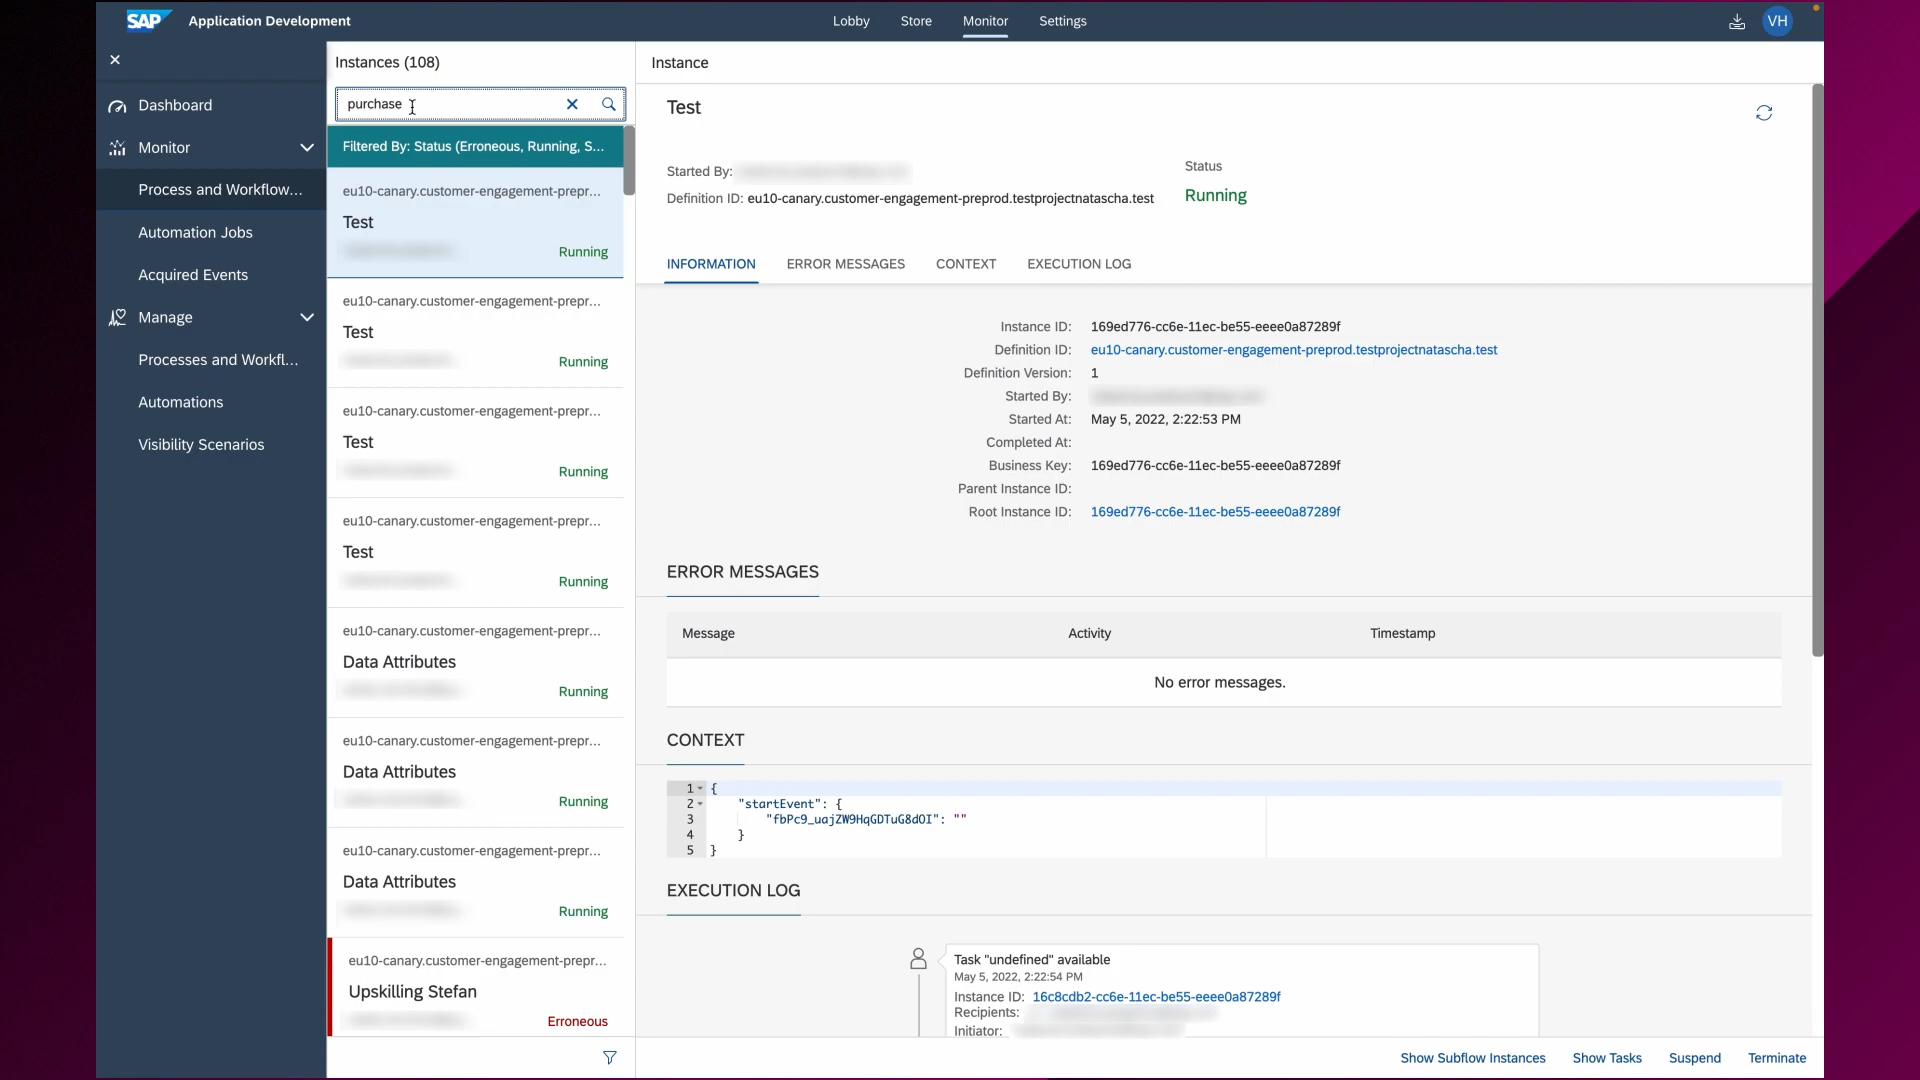 SAP Application Development
Lobby Store Monitor Settings
VH
Dashboard
Monitor
Process and Workflow...
Automation Jobs
Acquired Events
Manage
Processes and Workfl...
Automations
Visibility Scenarios
Instances (108)
purchase
Filtered By: Status (Erroneous, Running, S...
eu10-canary.customer-engagement-prepr...
Test
Running
eu10-canary.customer-engagement-prepr...
Test
Running
eu10-canary.customer-engagement-prepr...
Test
Running
eu10-canary.customer-engagement-prepr...
Test
Running
eu10-canary.customer-engagement-prepr...
Data Attributes
Running
eu10-canary.customer-engagement-prepr...
Data Attributes
Running
eu10-canary.customer-engagement-prepr...
Data Attributes
Running
eu10-canary.customer-engagement-prepr...
Upskilling Stefan
Erroneous
Instance
Test
Started By:
Definition ID: eu10-canary.customer-engagement-preprod.testprojectnatascha.test
Status
Running
INFORMATION ERROR MESSAGES CONTEXT EXECUTION LOG
Instance ID: 169ed776-cc6e-11ec-be55-eeee0a87289f
Definition ID: eu10-canary.customer-engagement-preprod.testprojectnatascha.test
Definition Version: 1
Started By:
Started At: May 5, 2022, 2:22:53 PM
Completed At:
Business Key: 169ed776-cc6e-11ec-be55-eeee0a87289f
Parent Instance ID:
Root Instance ID: 169ed776-cc6e-11ec-be55-eeee0a87289f
ERROR MESSAGES
Message Activity Timestamp
No error messages.
CONTEXT
1 {
2 "startEvent": {
3 "fbPc9_uajZW9HqGDTuG8dOI": ""
4 }
5 }
EXECUTION LOG
Task "undefined" available
May 5, 2022, 2:22:54 PM
Instance ID: 16c8cdb2-cc6e-11ec-be55-eeee0a87289f
Recipients:
Initiator:
Show Subflow Instances Show Tasks Suspend Terminate